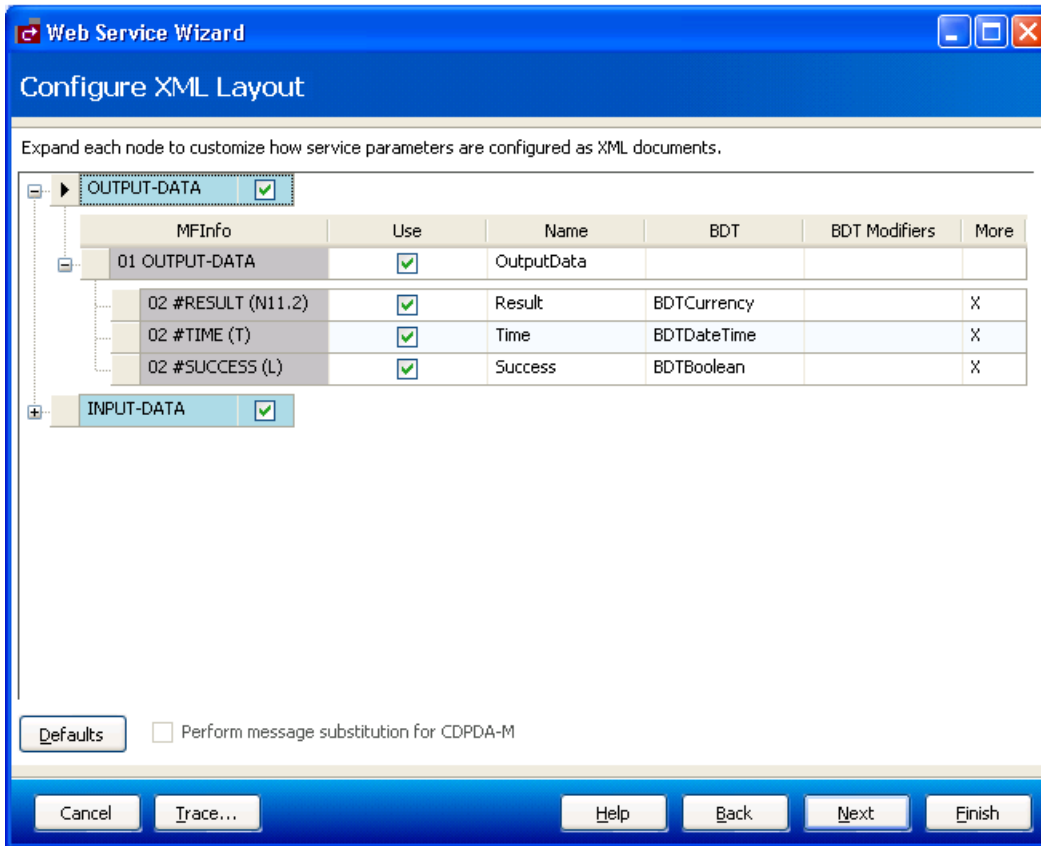 Web Service Wizard
Configure XML Layout
Expand each node to customize how service parameters are configured as XML documents.
OUTPUT-DATA
MFInfo Use Name BDT BDT Modifiers More
01 OUTPUT-DATA OutputData
02 #RESULT (N11.2) Result BDTCurrency X
02 #TIME (T) Time BDTDateTime X
02 #SUCCESS (L) Success BDTBoolean X
INPUT-DATA
Defaults Perform message substitution for CDPDA-M
Cancel Trace... Help Back Next Finish